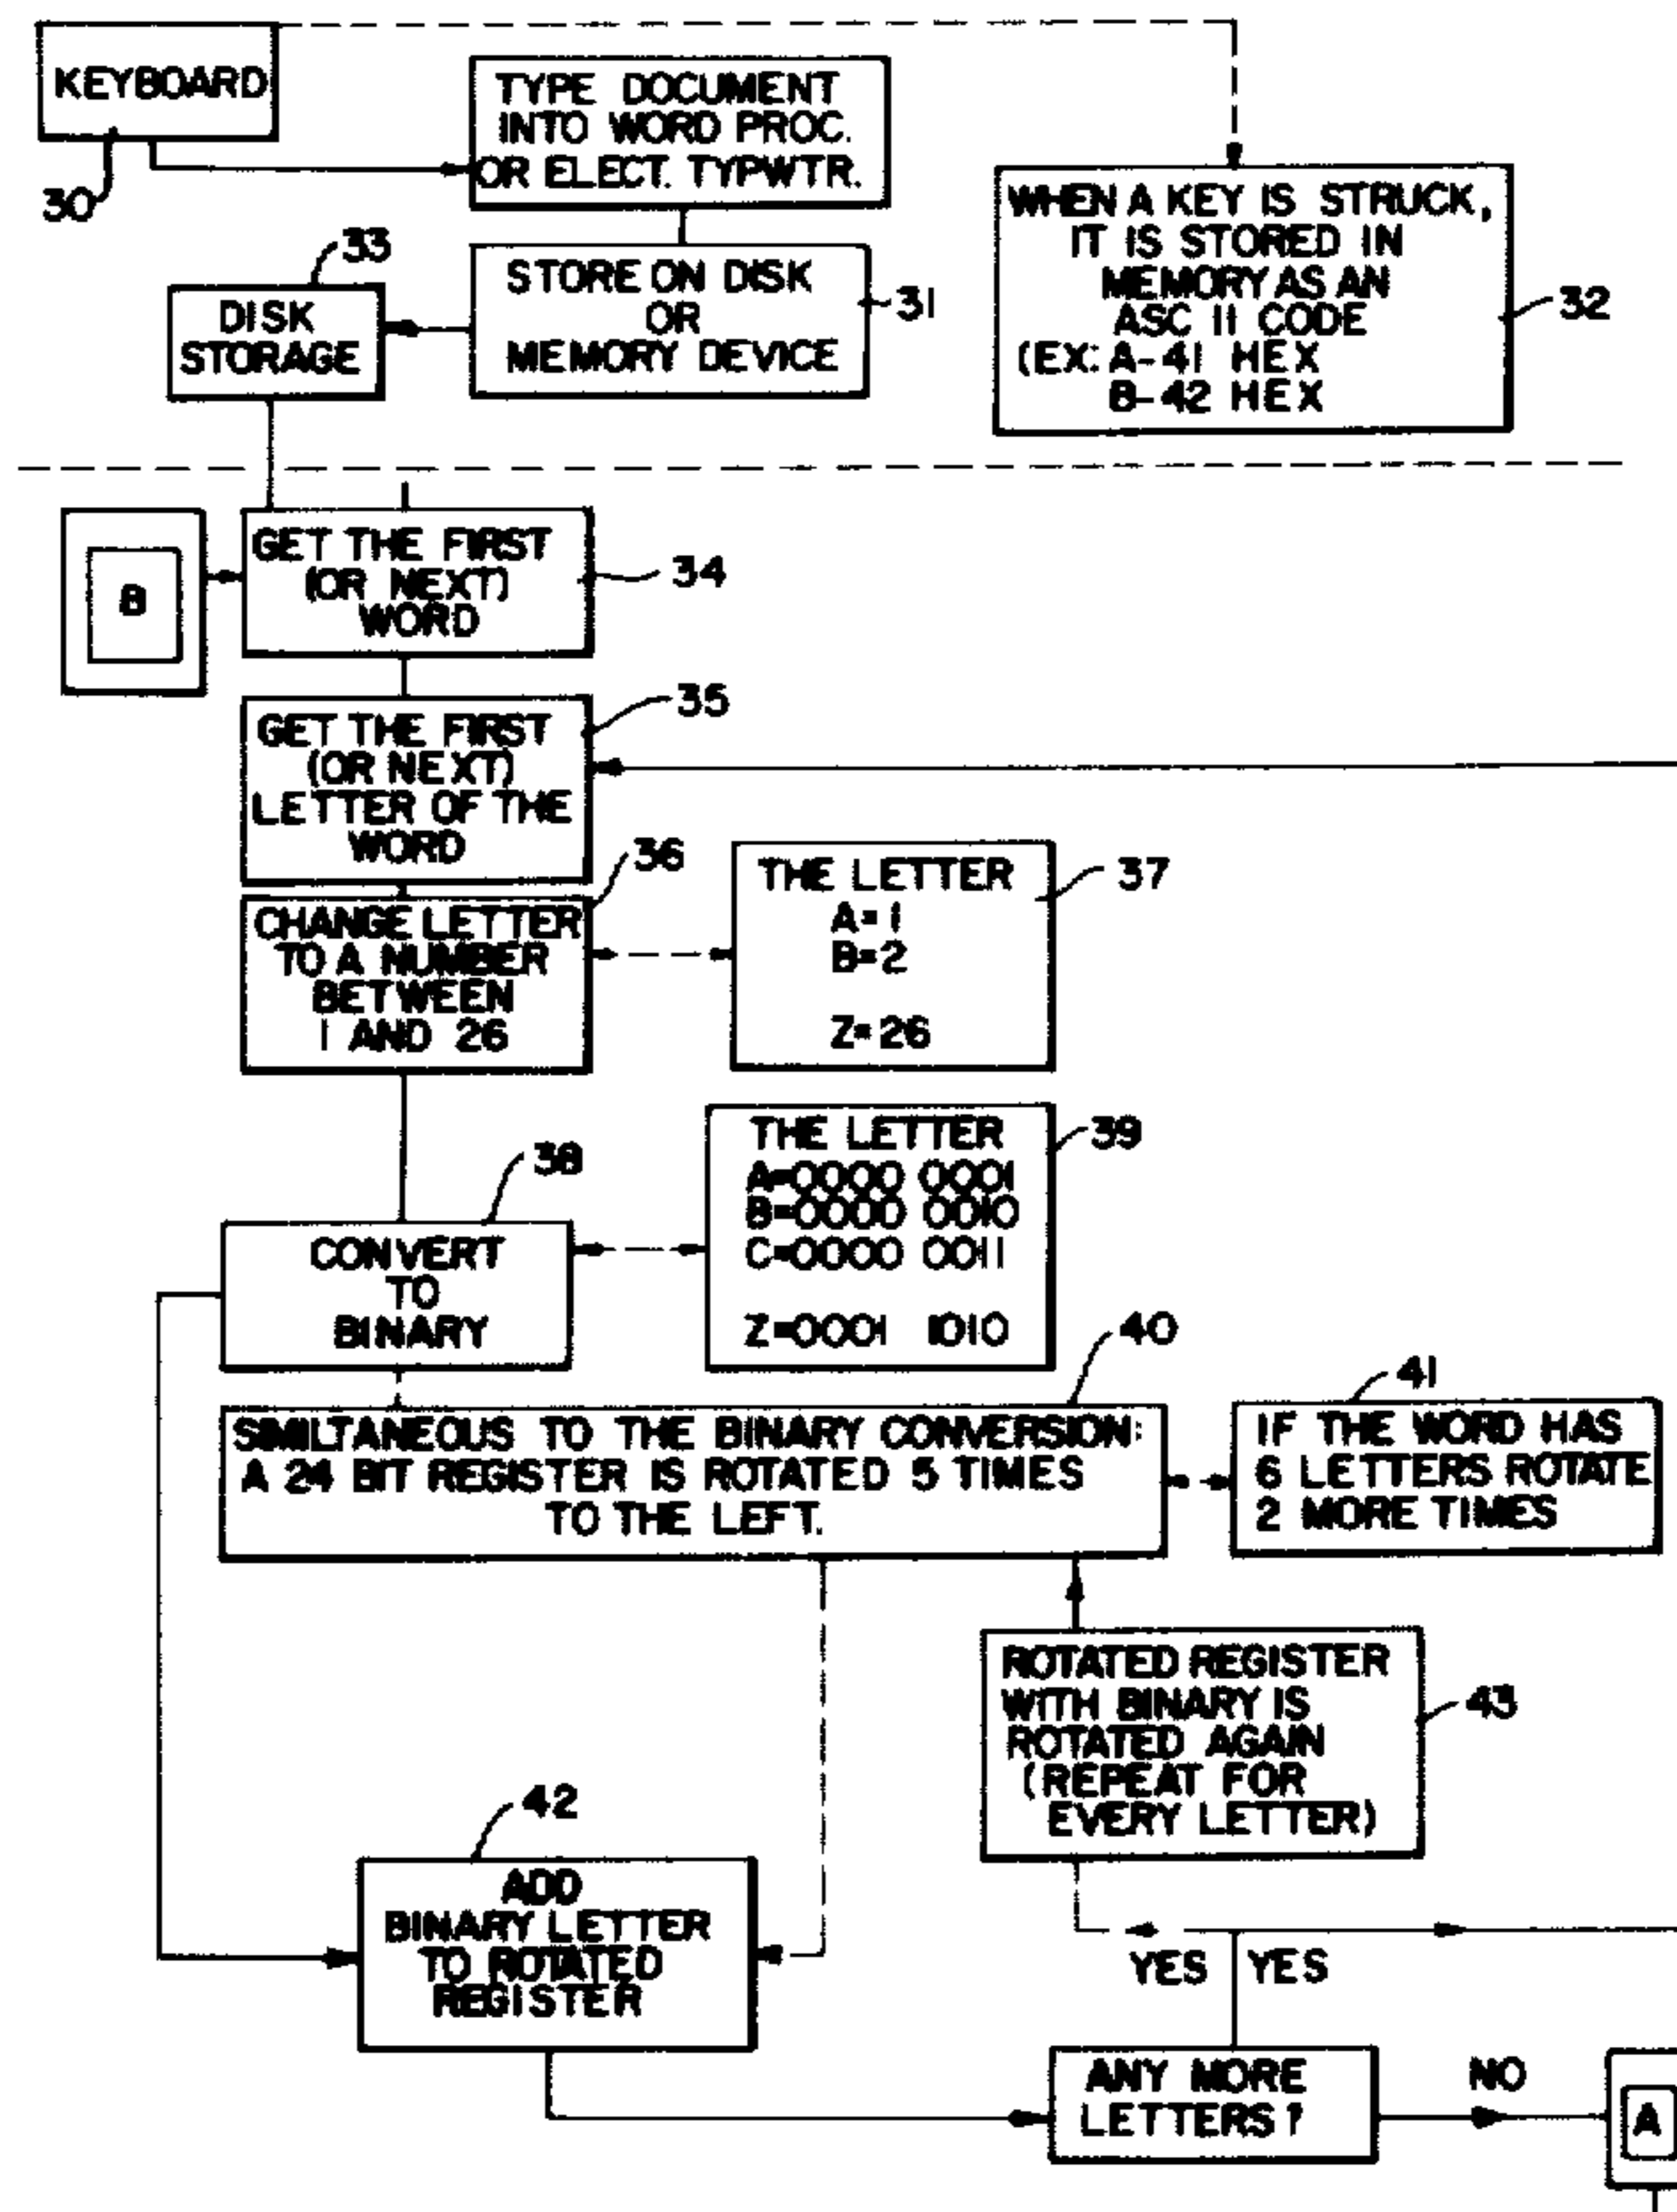 KEYBOARD
30
TYPE DOCUMENT
INTO WORD PROC.
OR ELECT. TYPWTR.
STORE ON DISK
OR
MEMORY DEVICE
31
33
DISK
STORAGE
WHEN A KEY IS STRUCK,
IT IS STORED IN
MEMORY AS AN
ASC II CODE
(EX: A-41 HEX
B-42 HEX
32
B
GET THE FIRST
(OR NEXT)
WORD
34
GET THE FIRST
(OR NEXT)
LETTER OF THE
WORD
35
CHANGE LETTER
TO A NUMBER
BETWEEN
1 AND 26
36
THE LETTER
A=1
B=2
Z=26
37
CONVERT
TO
BINARY
38
THE LETTER
A=0000 0001
B=0000 0010
C=0000 0011
Z=0001 1010
39
SIMILTANEOUS TO THE BINARY CONVERSION:
A 24 BIT REGISTER IS ROTATED 5 TIMES
TO THE LEFT.
40
IF THE WORD HAS
6 LETTERS ROTATE
2 MORE TIMES
41
ROTATED REGISTER
WITH BINARY IS
ROTATED AGAIN
(REPEAT FOR
EVERY LETTER)
43
42
ADD
BINARY LETTER
TO ROTATED
REGISTER
YES YES
ANY MORE
LETTERS?
NO
A